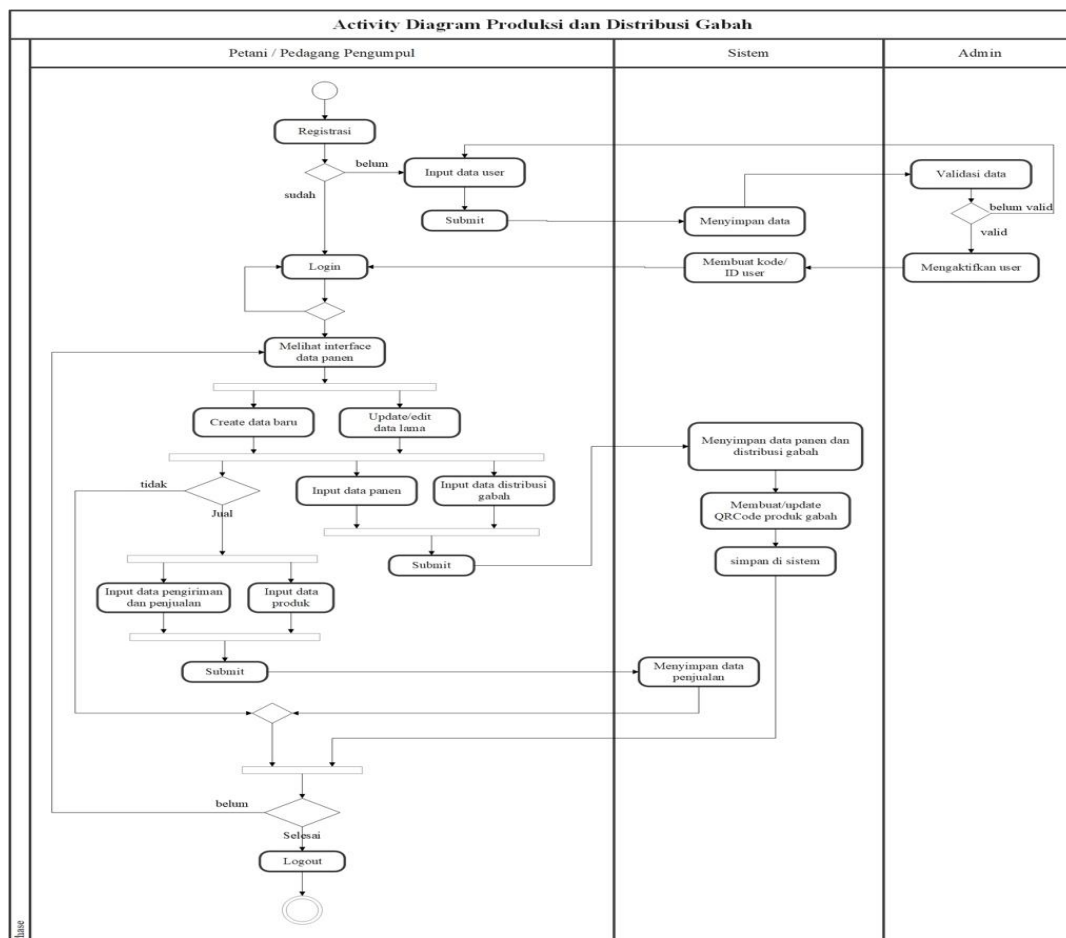 Activity Diagram Produksi dan Distribusi Gabah
Petani / Pedagang Pengumpul
Sistem
Admin
Registrasi
belum
sudah
Input data user
Submit
Menyimpan data
Validasi data
belum valid
valid
Mengaktifkan user
Membuat kode/
ID user
Login
Melihat interface
data panen
Create data baru
Update/edit
data lama
tidak
Jual
Input data panen
Input data distribusi
gabah
Submit
Menyimpan data panen dan
distribusi gabah
Membuat/update
QRCode produk gabah
simpan di sistem
Input data pengiriman
dan penjualan
Input data
produk
Submit
Menyimpan data
penjualan
belum
Selesai
Logout